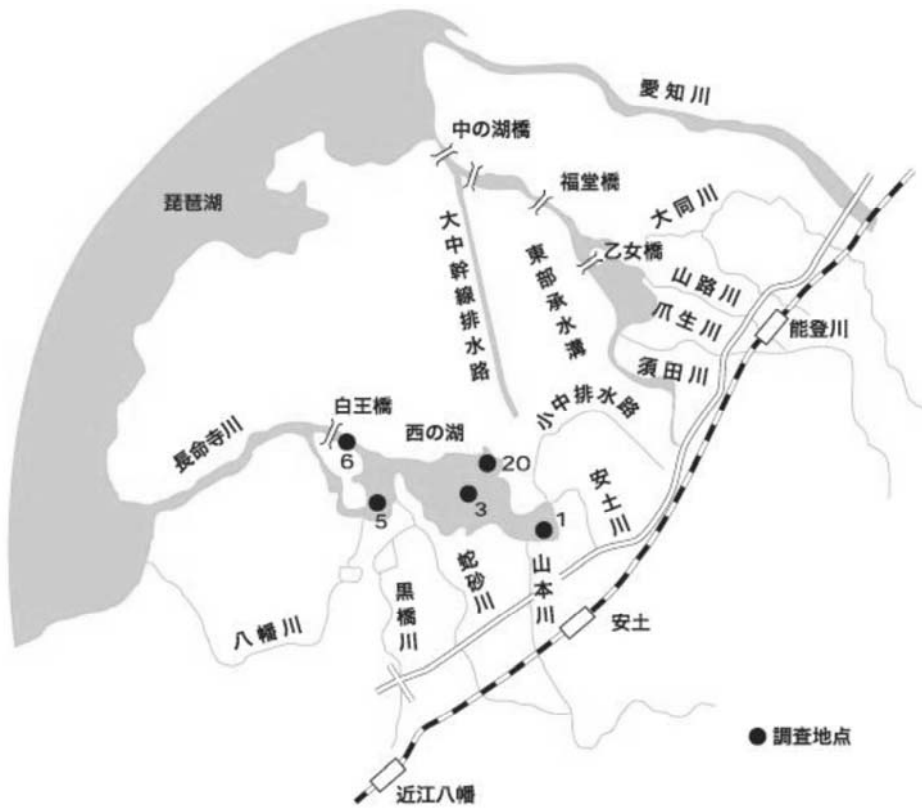 愛知川
中の湖橋
福堂橋
琵琶湖
大同川
乙女橋
大中幹線排水路
東部承水溝
山路川
爪生川
能登川
須田川
小中排水路
白王橋
西の湖
長命寺川
6
20
3
5
1
安土川
蛇砂川
山本川
黒橋川
八幡川
安土
調査地点
近江八幡